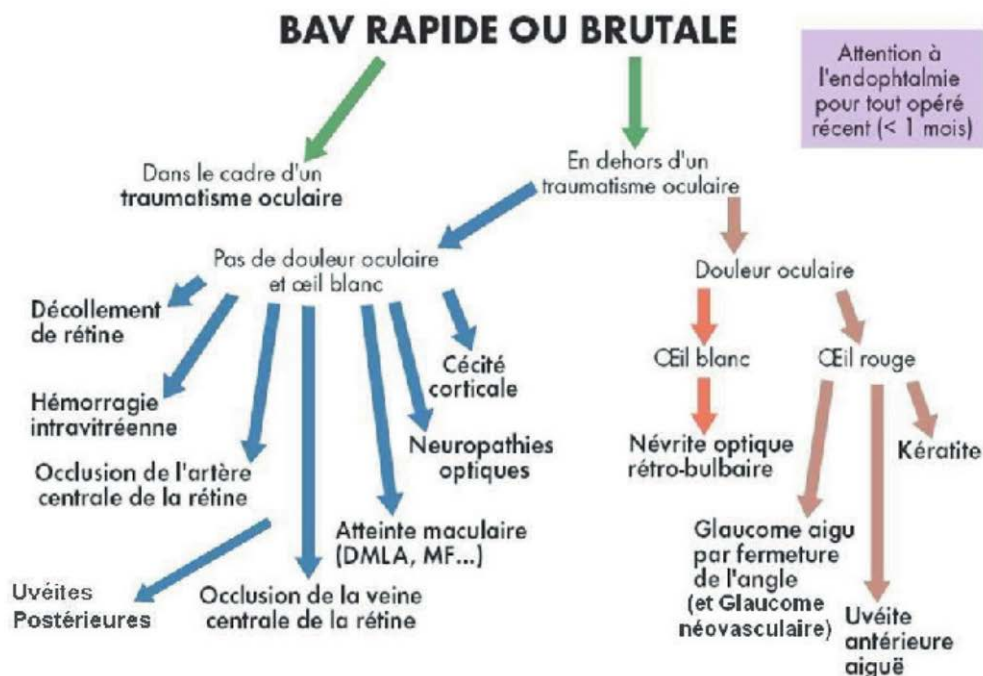 BAV RAPIDE OU BRUTALE
Attention à
l'endophtalmie
pour tout opéré
récent (< 1 mois)
Dans le cadre d'un
traumatisme oculaire
En dehors d'un
traumatisme oculaire
Pas de douleur oculaire
et œil blanc
Douleur oculaire
Décollement
de rétine
Hémorragie
intravitréenne
Occlusion de l'artère
centrale de la rétine
Uvéites
Postérieures
Occlusion de la veine
centrale de la rétine
Atteinte maculaire
(DMLA, MF...)
Neuropathies
optiques
Cécité
corticale
Œil blanc
Névrite optique
rétro-bulbaire
Œil rouge
Glaucome aigu
par fermeture
de l'angle
(et Glaucome
néovasculaire)
Uvéite
antérieure
aiguë
Kératite